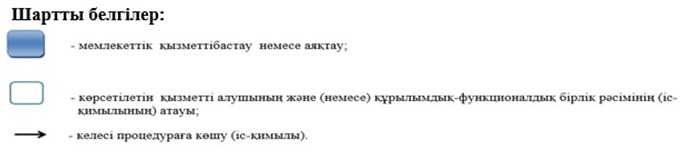 Шартты белгілер:
- мемлекеттік қызметтібастау немесе аяқтау;
- көрсетілетін қызметті алушының және (немесе) құрылымдық-функционалдық бірлік рәсімінің (іс-
қимылының) атауы;
- келесі процедураға көшу (іс-қимылы).